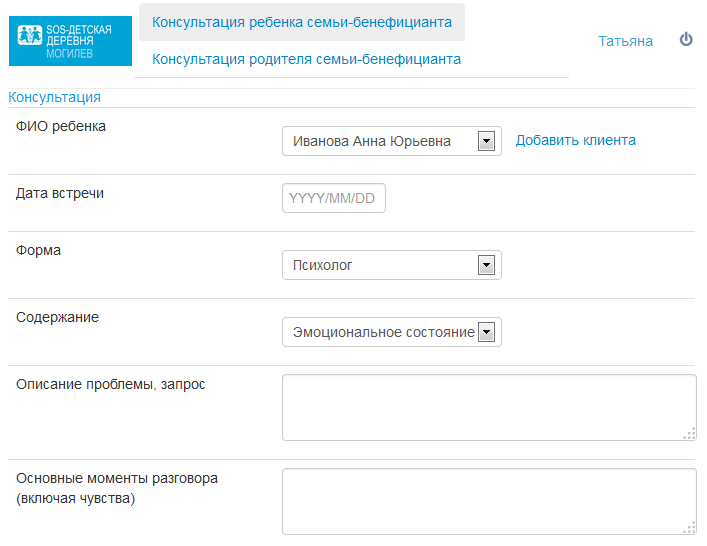 SOS-ДЕТСКАЯ
ДЕРЕВНЯ
МОГИЛЕВ
Консультация ребенка семьи-бенефицианта
Консультация родителя семьи-бенефицианта
Татьяна
Консультация
ФИО ребенка
Иванова Анна Юрьевна
Добавить клиента
Дата встречи
YYYY/MM/DD
Форма
Психолог
Содержание
Эмоциональное состояние
Описание проблемы, запрос
Основные моменты разговора
(включая чувства)